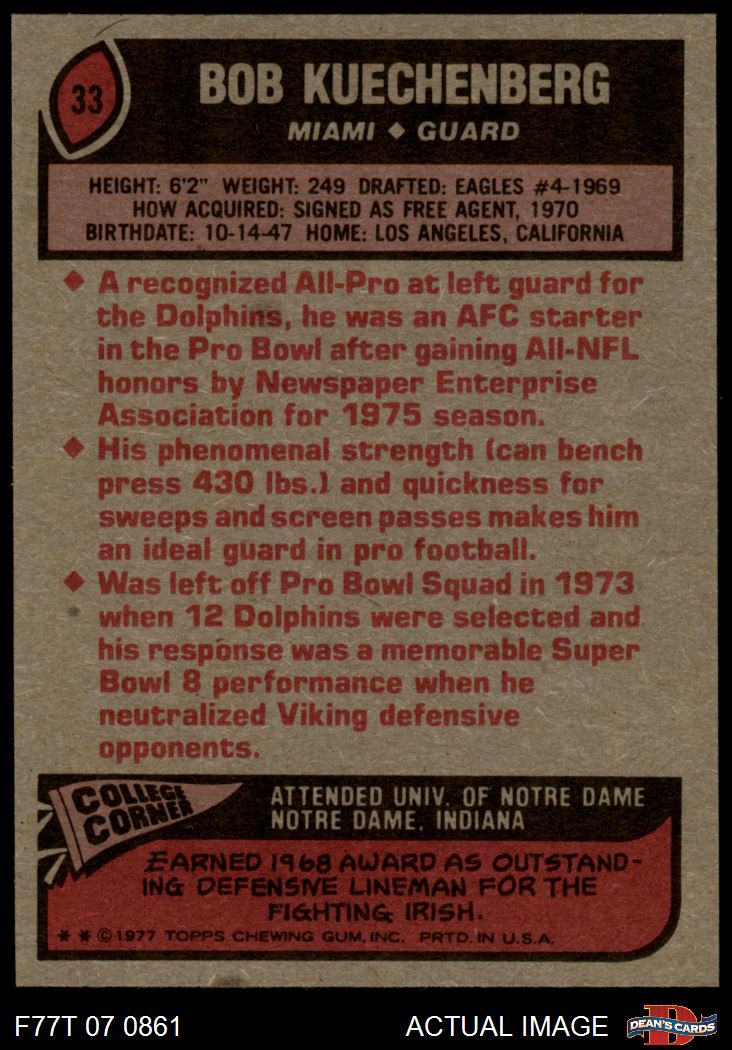 33
BOB KUECHENBERG
MIAMI ◆ GUARD
HEIGHT: 6'2" WEIGHT: 249 DRAFTED: EAGLES #4-1969
HOW ACQUIRED: SIGNED AS FREE AGENT, 1970
BIRTHDATE: 10-14-47 HOME: LOS ANGELES, CALIFORNIA
◆ A recognized All-Pro at left guard for
the Dolphins, he was an AFC starter
in the Pro Bowl after gaining All-NFL
honors by Newspaper Enterprise
Association for 1975 season.
◆ His phenomenal strength (can bench
press 430 lbs.) and quickness for
sweeps and screen passes makes him
an ideal guard in pro football.
◆ Was left off Pro Bowl Squad in 1973
when 12 Dolphins were selected and
his response was a memorable Super
Bowl 8 performance when he
neutralized Viking defensive
opponents.
COLLEGE
CORNER
ATTENDED UNIV. OF NOTRE DAME
NOTRE DAME, INDIANA
EARNED 1968 AWARD AS OUTSTAND-
ING DEFENSIVE LINEMAN FOR THE
FIGHTING IRISH.
* * © 1977 TOPPS CHEWING GUM, INC. PRTD. IN U.S.A.
F77T 07 0861
ACTUAL IMAGE
D
DEAN'S CARDS